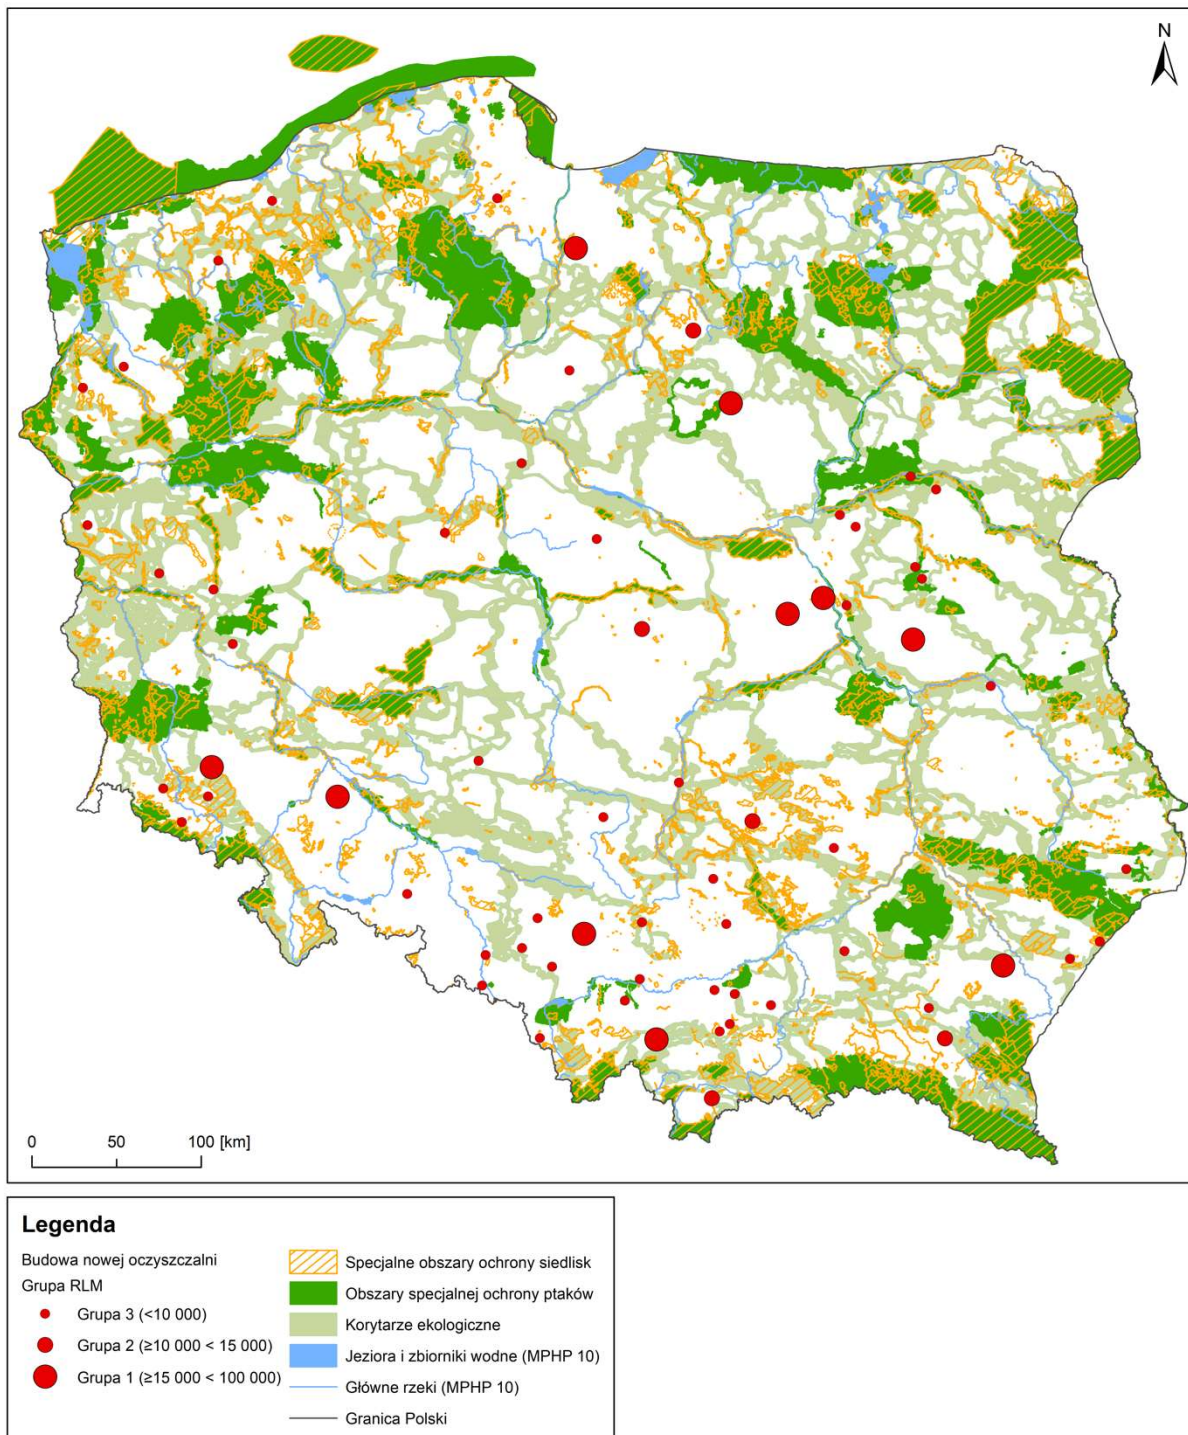 N
0 50 100 [km]
Legenda
Budowa nowej oczyszczalni
Grupa RLM
Grupa 3 (<10 000)
Grupa 2 (≥10 000 < 15 000)
Grupa 1 (≥15 000 < 100 000)
Specjalne obszary ochrony siedlisk
Obszary specjalnej ochrony ptaków
Korytarze ekologiczne
Jeziora i zbiorniki wodne (MPHP 10)
Główne rzeki (MPHP 10)
Granica Polski